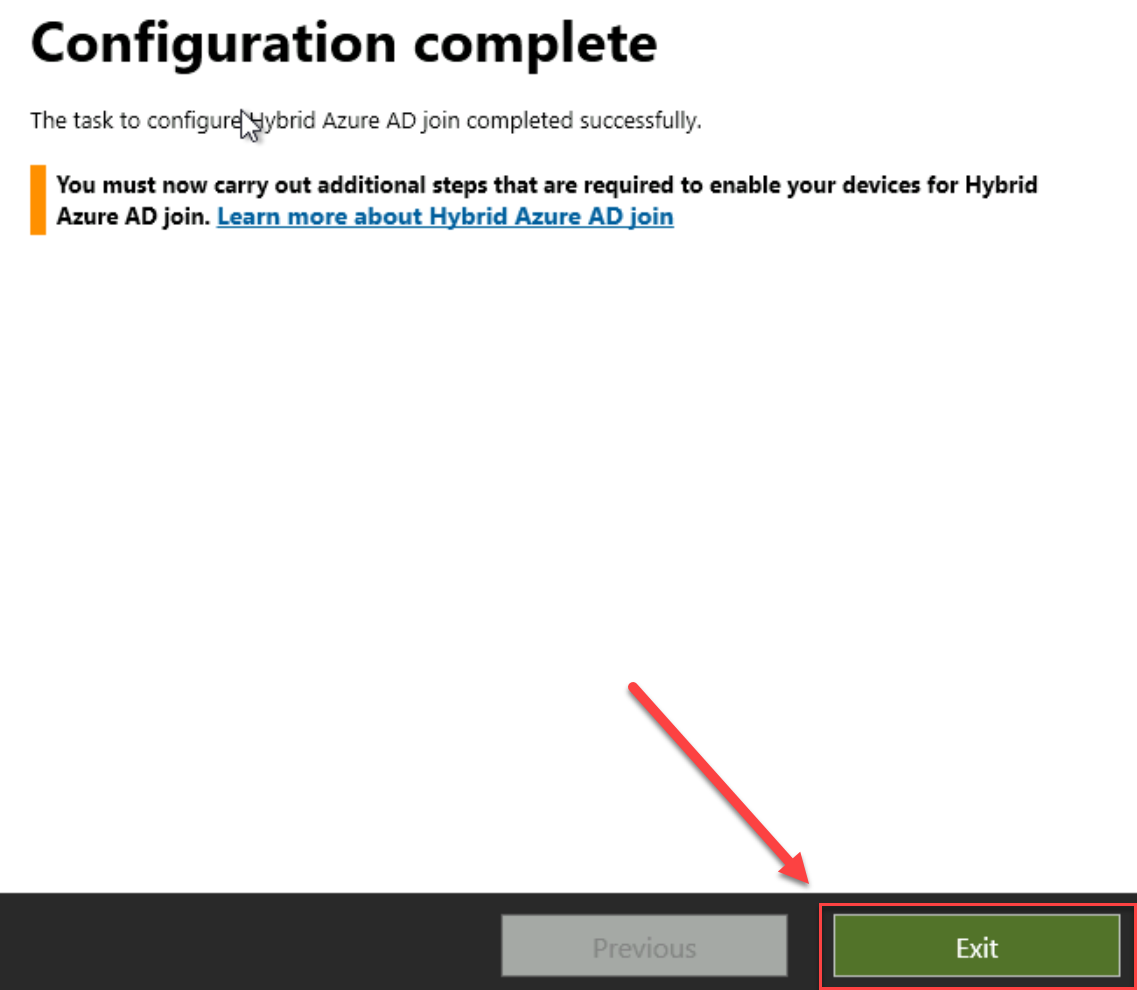 Configuration complete
The task to configure Hybrid Azure AD join completed successfully.
You must now carry out additional steps that are required to enable your devices for Hybrid
Azure AD join. Learn more about Hybrid Azure AD join
Previous
Exit